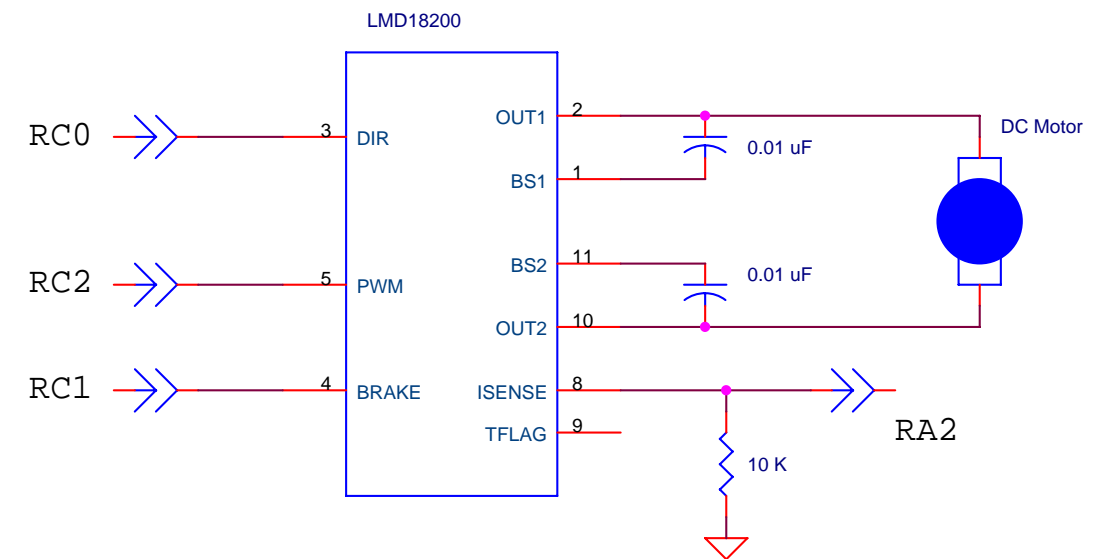 LMD18200
RC0
3
DIR
OUT1
2
0.01 uF
DC Motor
BS1
1
RC2
5
PWM
BS2
11
0.01 uF
OUT2
10
RC1
4
BRAKE
ISENSE
8
RA2
TFLAG
9
10 K